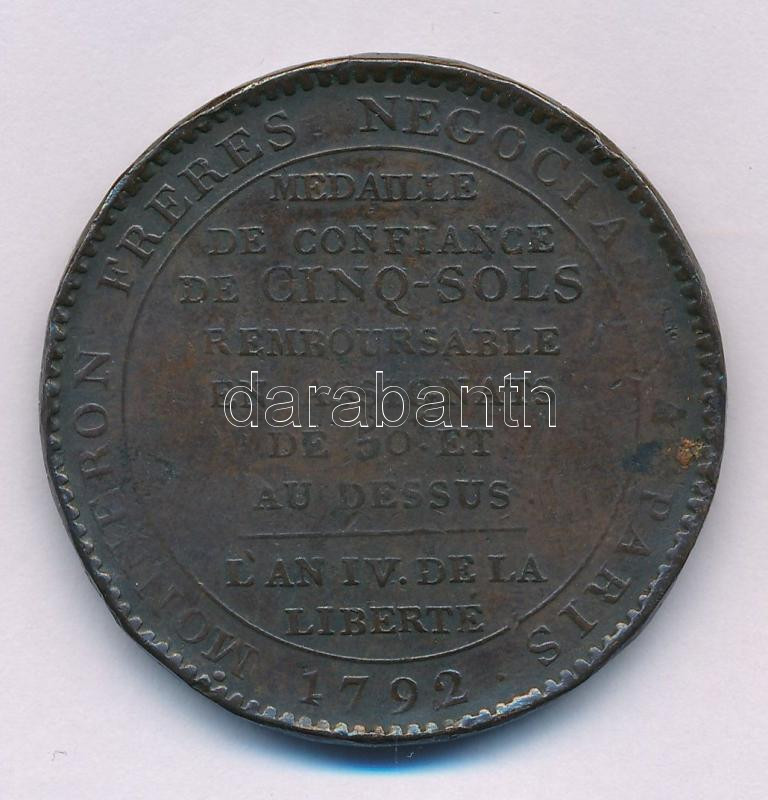 MONNERON FRERES NEGOCIA A PARIS
. 1792 .
MEDAILLE
DE CONFIANCE
DE CINQ-SOLS
REMBOURSABLE
DE 50 ET
AU DESSUS.
L'AN IV. DE LA
LIBERTÉ
darabanth